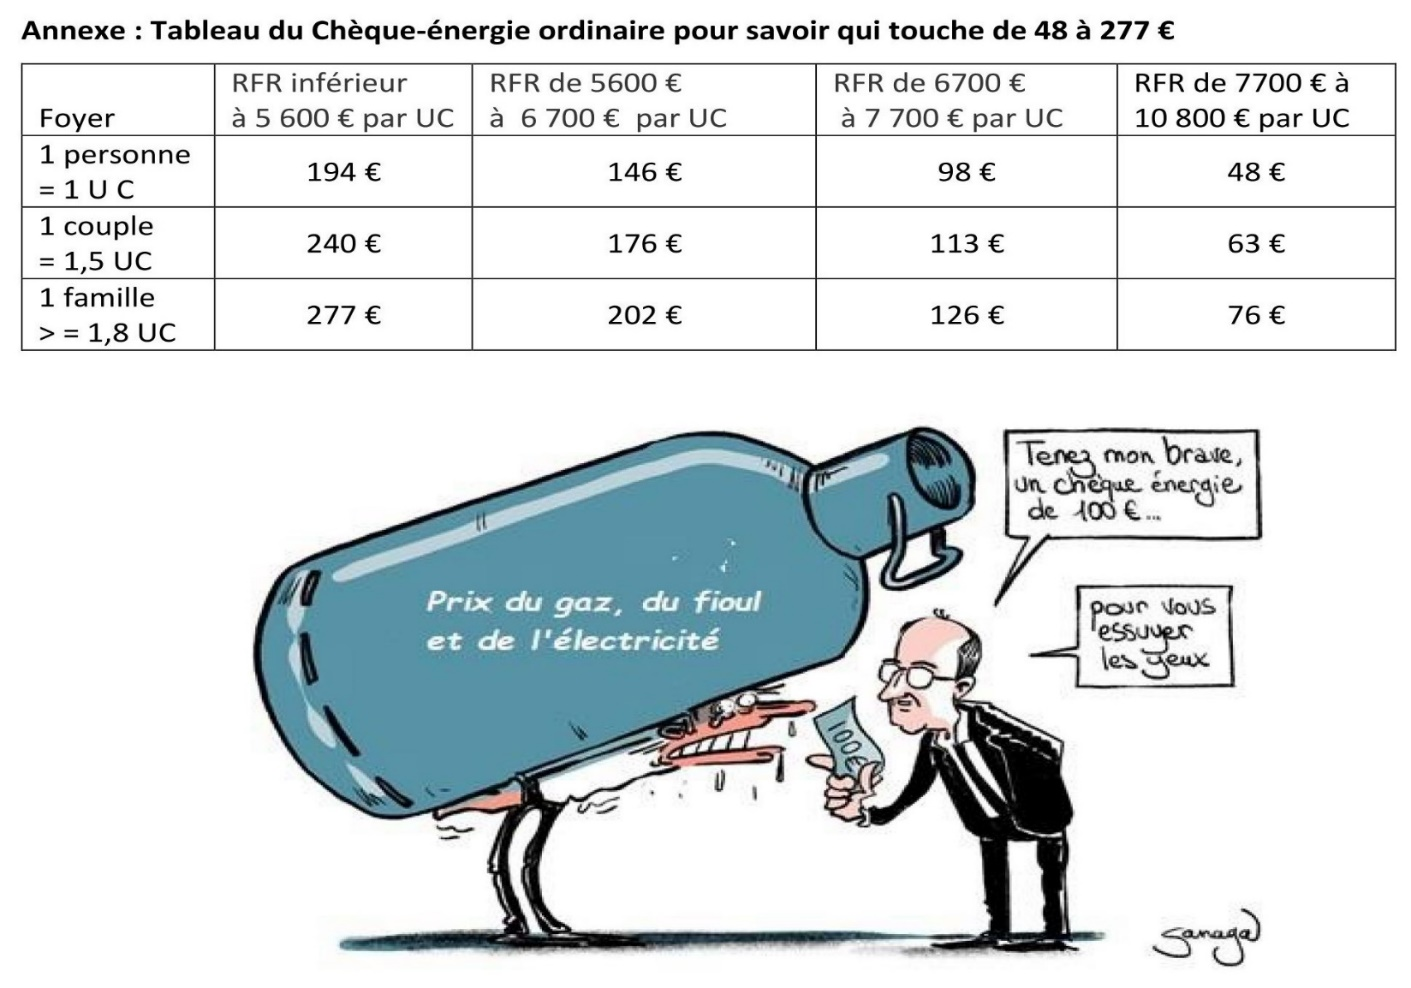 Annexe : Tableau du Chèque-énergie ordinaire pour savoir qui touche de 48 à 277 €
Foyer
RFR inférieur
à 5 600 € par UC
RFR de 5600 €
à 6 700 € par UC
RFR de 6700 €
à 7 700 € par UC
RFR de 7700 € à
10 800 € par UC
1 personne
= 1 U C
194 €
146 €
98 €
48 €
1 couple
= 1,5 UC
240 €
176 €
113 €
63 €
1 famille
> = 1,8 UC
277 €
202 €
126 €
76 €
Tenez mon brave,
un chèque énergie
de 100 €...
Prix du gaz, du fioul
et de l'électricité
pour vous
essuyer
les yeux
100
Sanaga